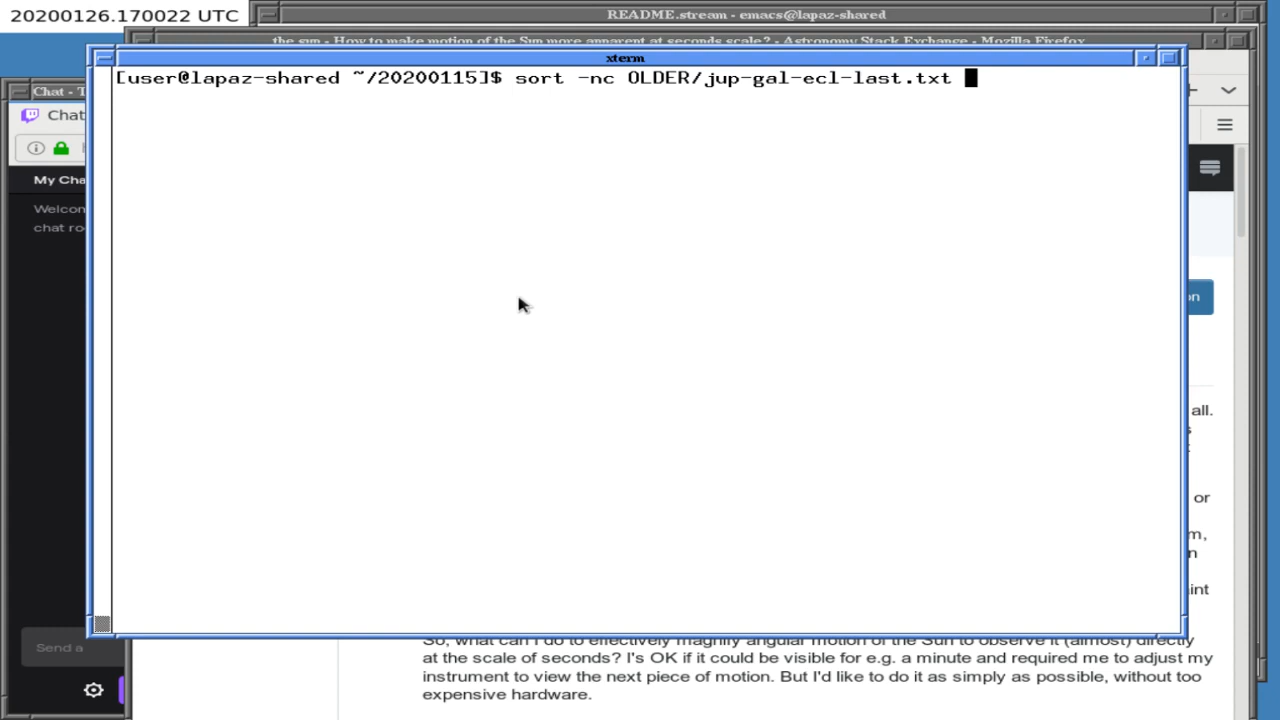 20200126.170022 UTC
README.stream - emacs@lapaz-shared
the sun - How to make motion of the Sun more apparent at seconds scale? - Astronomy Stack Exchange - Mozilla Firefox
xterm
[user@lapaz-shared ~/20200115]$ sort -nc OLDER/jup-gal-ecl-last.txt
Chat - T
Chat
My Cha
Welcon
chat ro
on
all.
or
m,
n
int
Send a
So, what can I do to effectively magnify angular motion of the Sun to observe it (almost) directly
at the scale of seconds? I's OK if it could be visible for e.g. a minute and required me to adjust my
instrument to view the next piece of motion. But I'd like to do it as simply as possible, without too
expensive hardware.